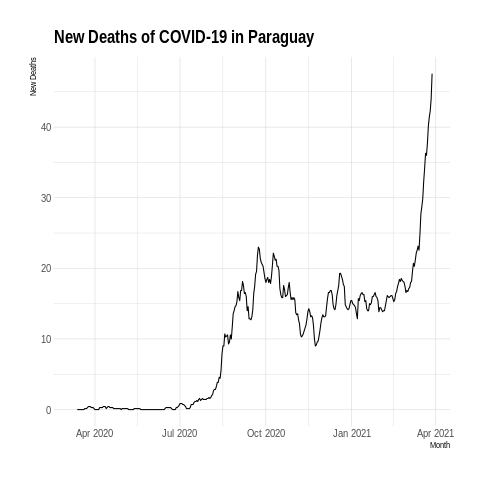 New Deaths of COVID-19 in Paraguay
New Deaths
40
30
20
10
0
Apr 2020 Jul 2020 Oct 2020 Jan 2021 Apr 2021
Month